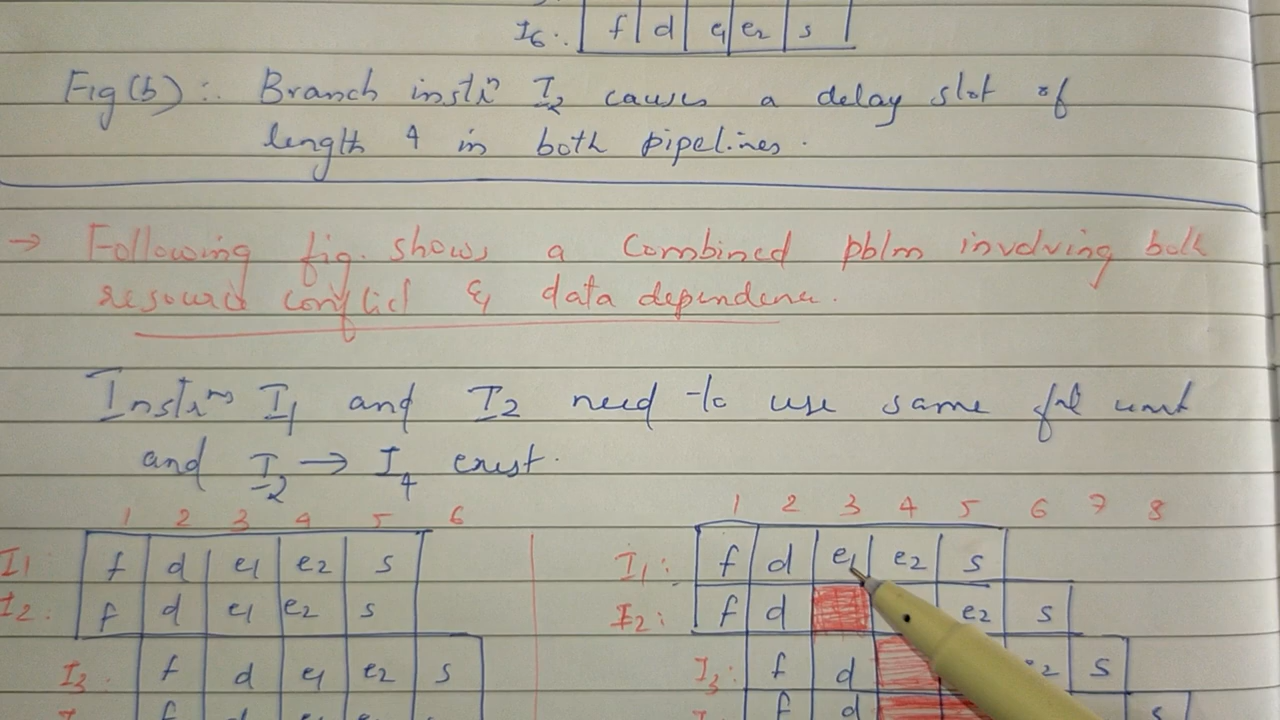 I6: f d e1 e2 s
Fig (b): Branch instrn I2 causes a delay slot of
length 4 in both pipelines.
→ Following fig. shows a combined pblm involving both
resource conflict & data dependence.
Instrns I1 and I2 need to use same fnl unit
and I2 → I4 exist.
1 2 3 4 5 6
1 2 3 4 5 6 7 8
I1 f d e1 e2 s
I1: f d e1 e2 s
I2: f d e1 e2 s
I2: f d e2 s
I3 f d e1 e2 s
I3: f d s
f d
s